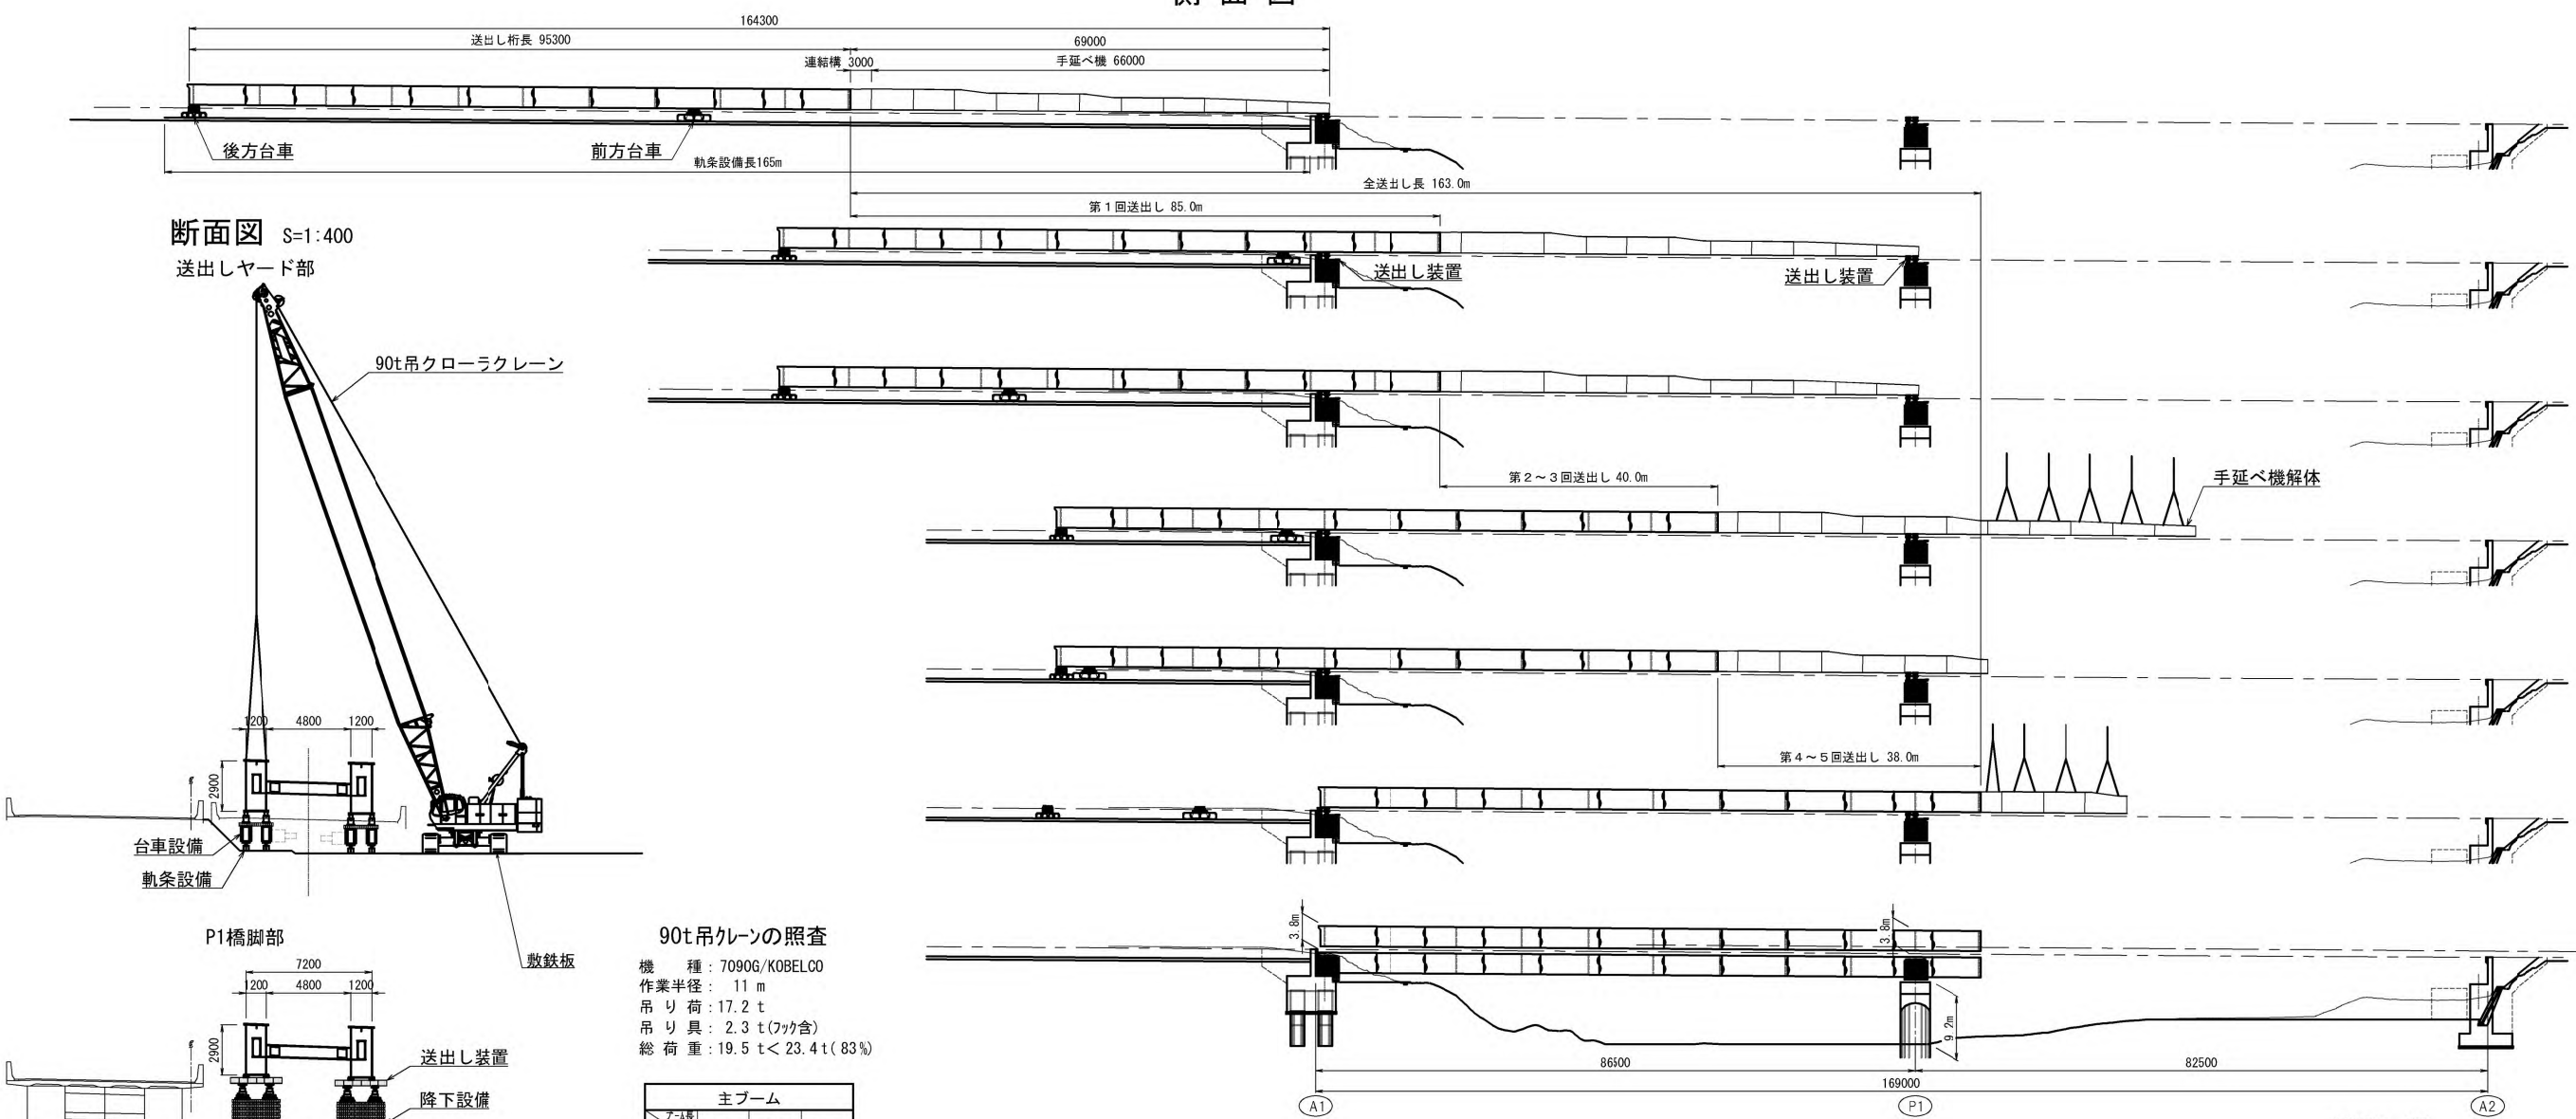 164300
送出し桁長 95300
69000
連結構 3000
手延べ機 66000
後方台車
前方台車
軌条設備長165m
全送出し長 163.0m
第1回送出し 85.0m
断面図 S=1:400
送出しヤード部
送出し装置
送出し装置
90t吊クローラクレーン
第2～3回送出し 40.0m
手延べ機解体
1200 4800 1200
2900
第4～5回送出し 38.0m
台車設備
軌条設備
敷鉄板
P1橋脚部
7200
1200 4800 1200
2900
送出し装置
降下設備
90t吊クレーンの照査
機 種: 7090G/KOBELCO
作業半径: 11 m
吊 り 荷: 17.2 t
吊 り 具: 2.3 t(フック含)
総 荷 重: 19.5 t< 23.4t( 83%)
主ブーム
3.8m
3.8m
9.2m
86500
82500
169000
A1
P1
A2